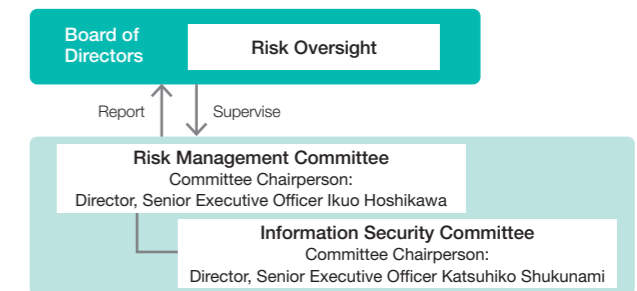 Board of
Directors
Risk Oversight
Report
Supervise
Risk Management Committee
Committee Chairperson:
Director, Senior Executive Officer Ikuo Hoshikawa
Information Security Committee
Committee Chairperson:
Director, Senior Executive Officer Katsuhiko Shukunami